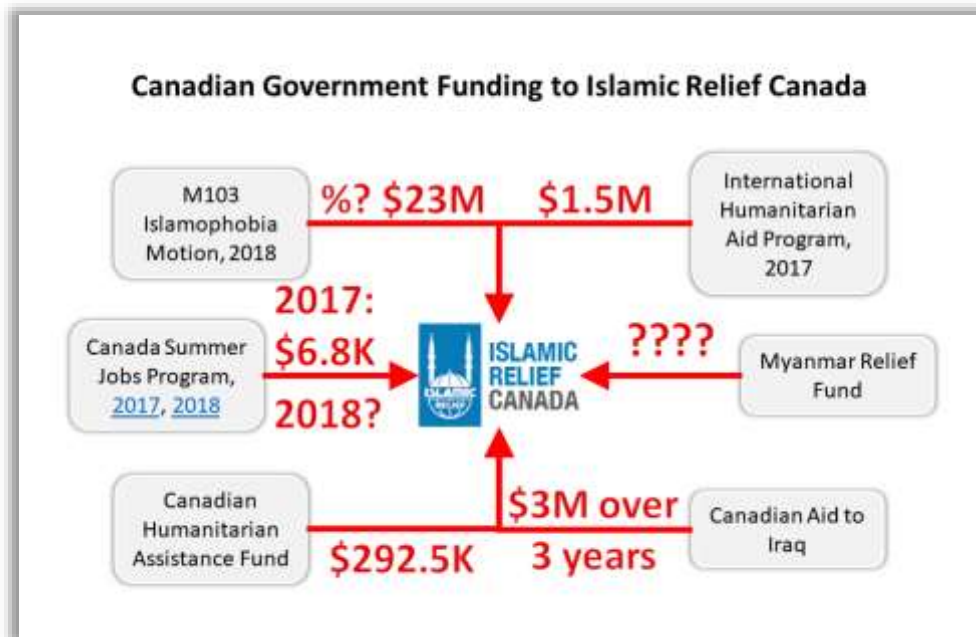 Canadian Government Funding to Islamic Relief Canada
M103
Islamophobia
Motion, 2018
%? $23M
$1.5M
International
Humanitarian
Aid Program,
2017
Canada Summer
Jobs Program,
2017, 2018
2017:
$6.8K
2018?
ISLAMIC
RELIEF
ISLAMIC
RELIEF
CANADA
????
Myanmar Relief
Fund
Canadian
Humanitarian
Assistance Fund
$292.5K
$3M over
3 years
Canadian Aid to
Iraq